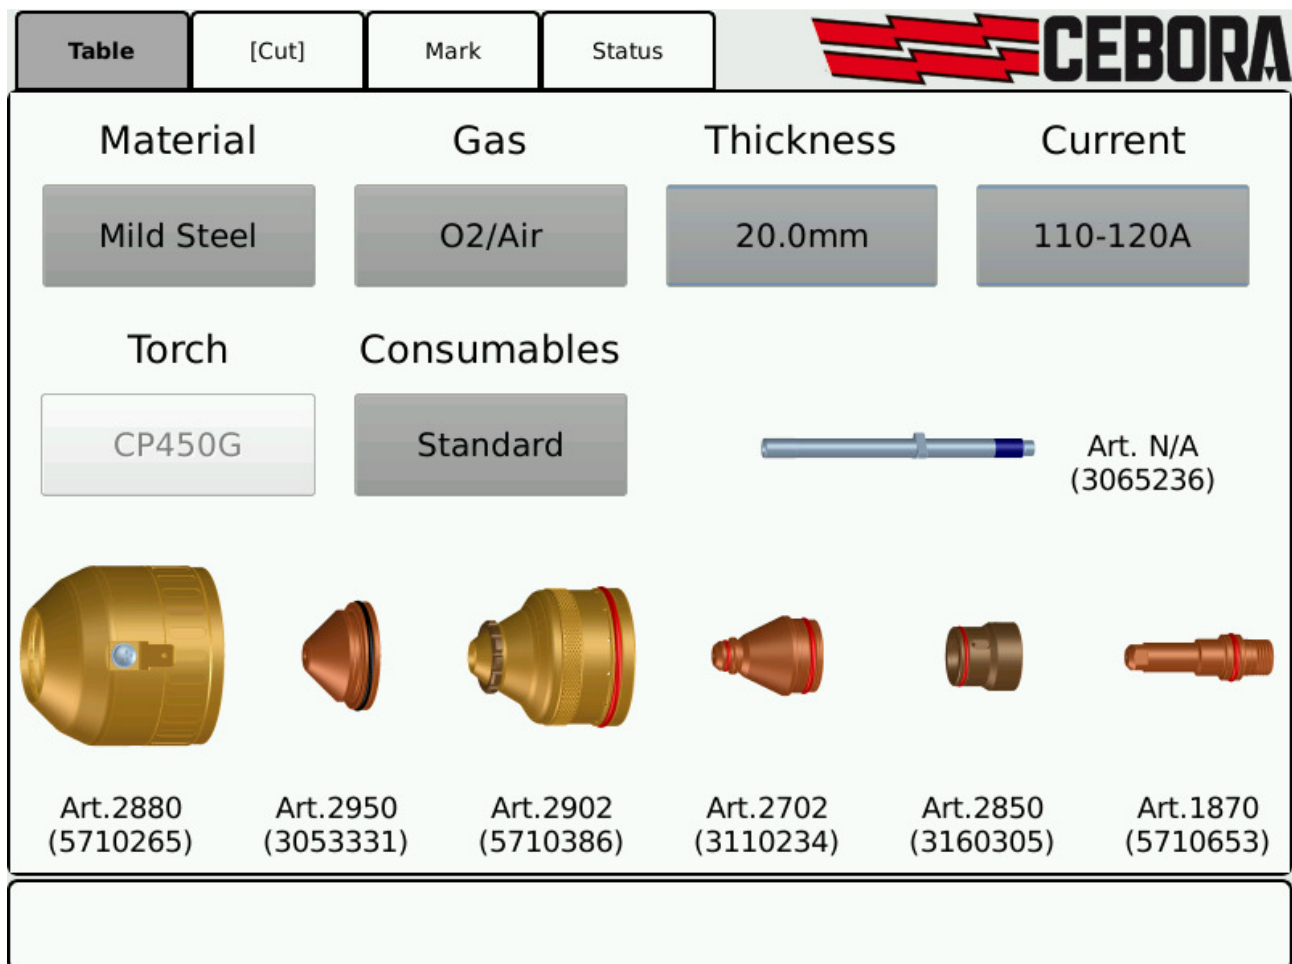 Table [Cut] Mark Status CEBORA
Material Gas Thickness Current
Mild Steel O2/Air 20.0mm 110-120A
Torch Consumables
CP450G Standard Art. N/A
(3065236)
Art.2880 Art.2950 Art.2902 Art.2702 Art.2850 Art.1870
(5710265) (3053331) (5710386) (3110234) (3160305) (5710653)